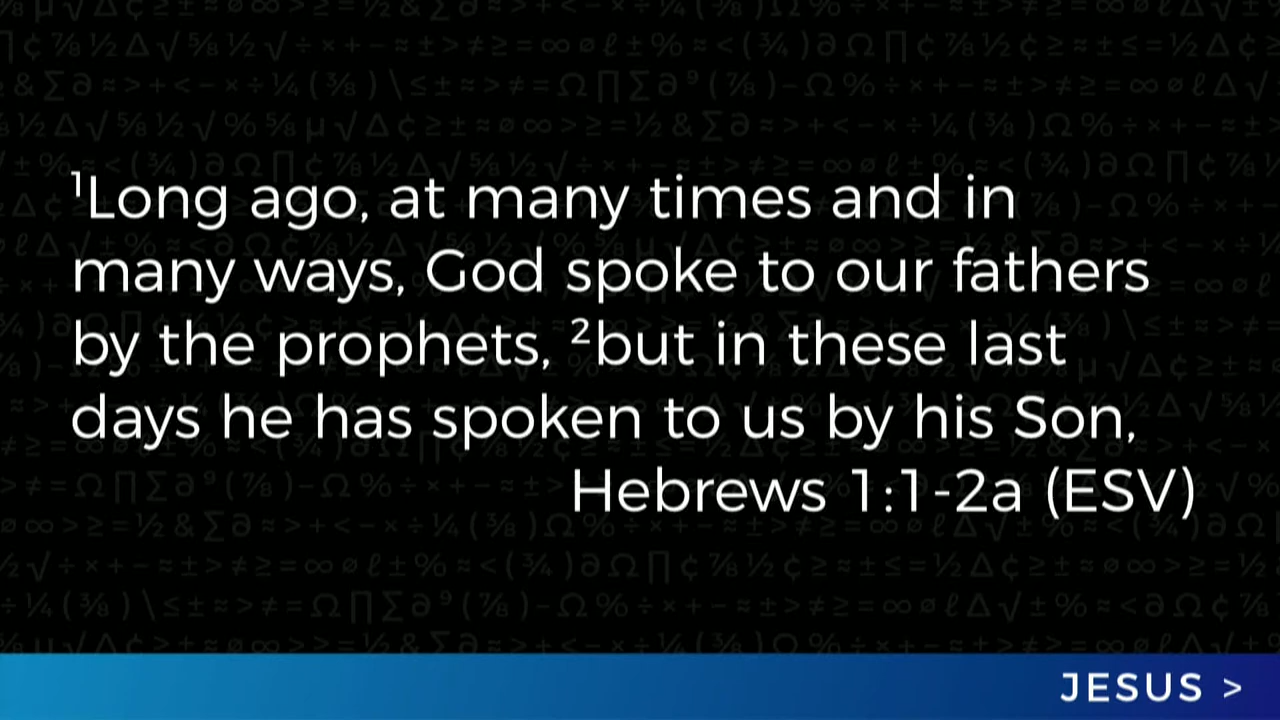 ¹Long ago, at many times and in
many ways, God spoke to our fathers
by the prophets, ²but in these last
days he has spoken to us by his Son,
Hebrews 1:1-2a (ESV)
JESUS >